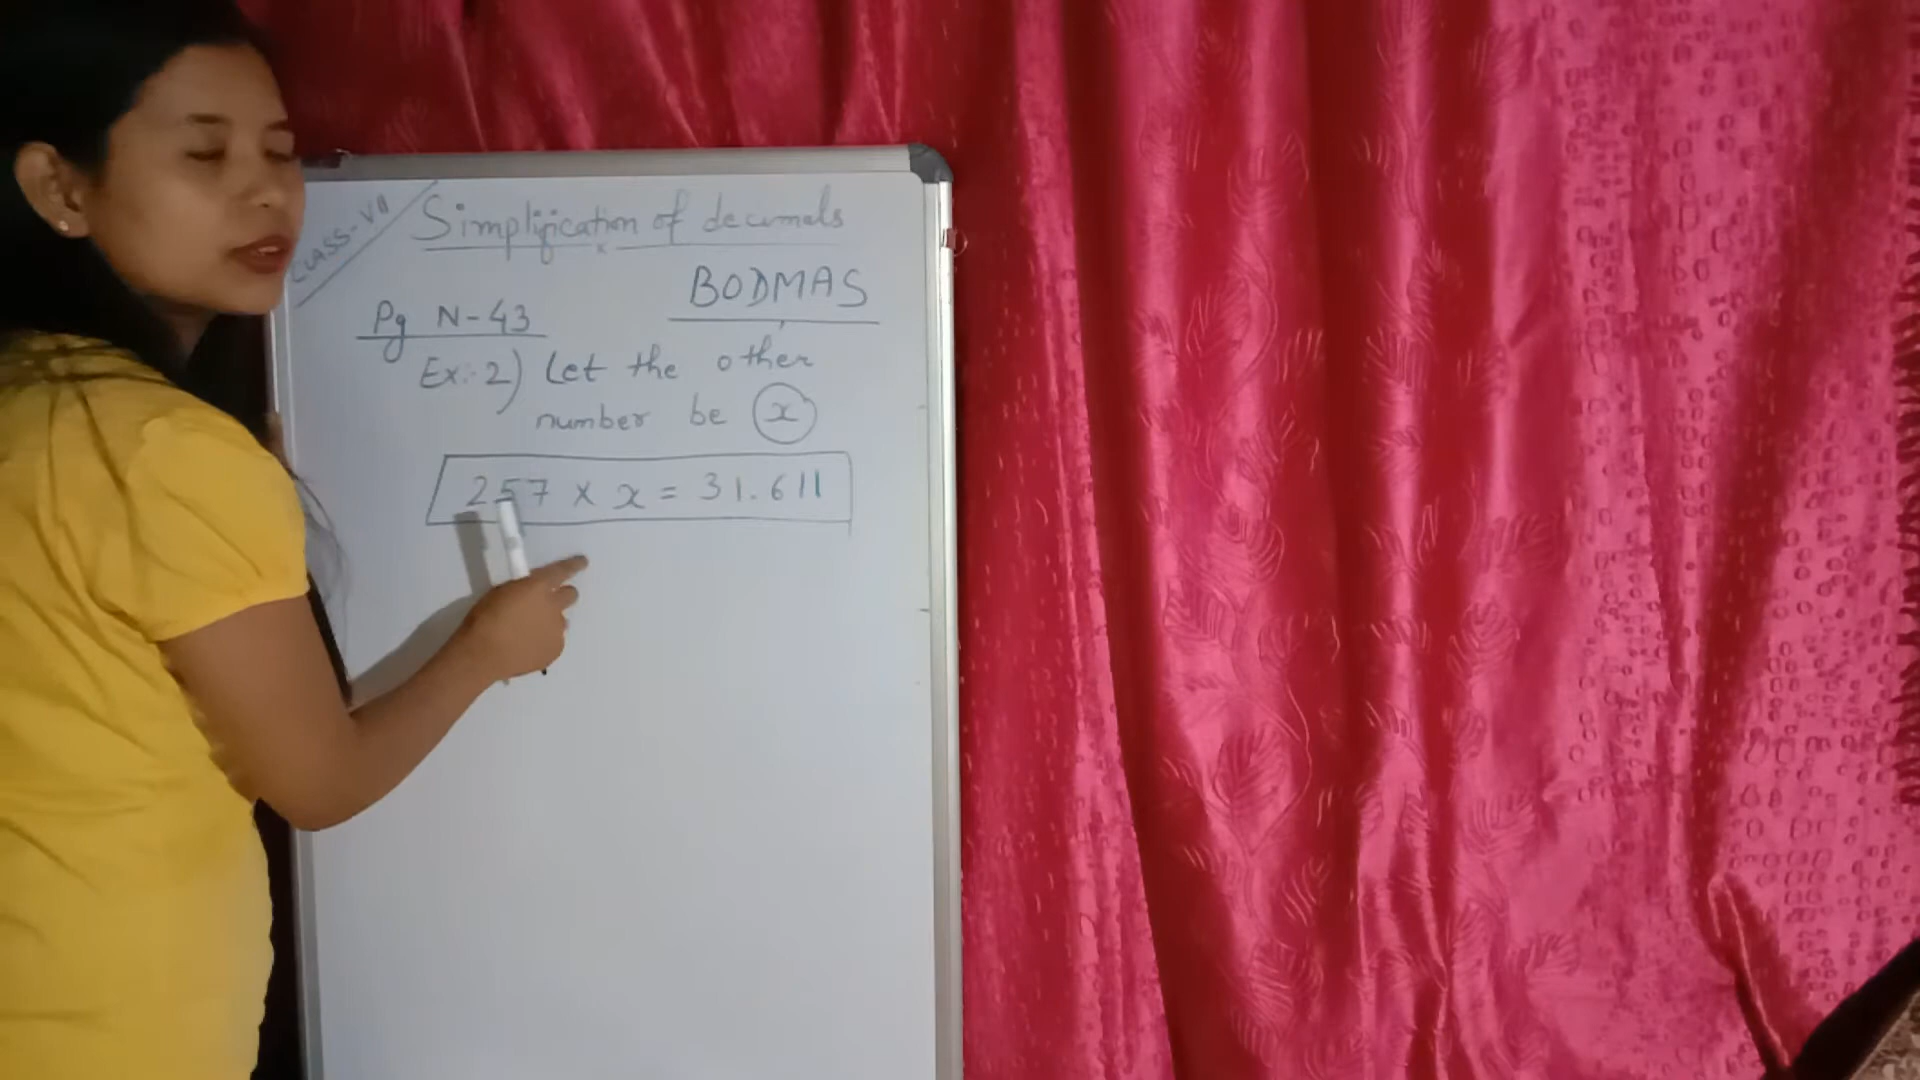 CLASS-VII
Simplification of decimals
BODMAS
Pg N-43
Ex:-2) Let the other
number be x
257 × x = 31.611